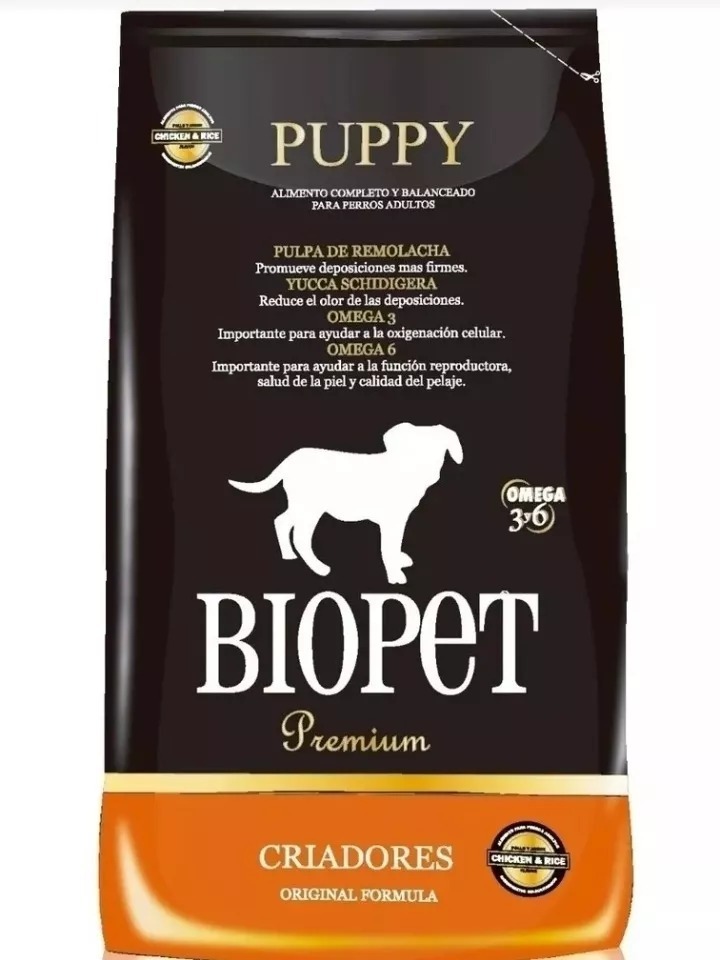 PUPPY
CHICKEN & RICE
ALIMENTO COMPLETO Y BALANCEADO
PARA PERROS ADULTOS
PULPA DE REMOLACHA
Promueve deposiciones mas firmes.
YUCCA SCHIDIGERA
Reduce el olor de las deposiciones.
OMEGA 3
Importante para ayudar a la oxigenación celular.
OMEGA 6
Importante para ayudar a la función reproductora,
salud de la piel y calidad del pelaje.
OMEGA
3y6
BIOPET
Premium
CRIADORES
ORIGINAL FORMULA
CHICKEN & RICE